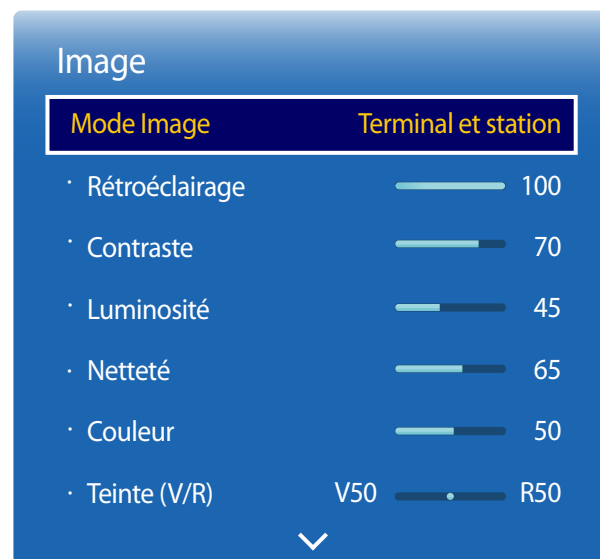 Image
Mode Image Terminal et station
· Rétroéclairage 100
· Contraste 70
· Luminosité 45
· Netteté 65
· Couleur 50
· Teinte (V/R) V50 R50